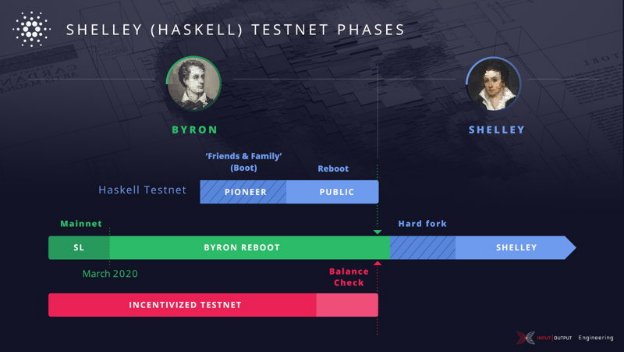 SHELLEY (HASKELL) TESTNET PHASES
BYRON
SHELLEY
'Friends & Family'
(Boot)
Reboot
Haskell Testnet
PIONEER
PUBLIC
Mainnet
Hard fork
SL
BYRON REBOOT
SHELLEY
March 2020
Balance
Check
INCENTIVIZED TESTNET
INPUT | OUTPUT Engineering